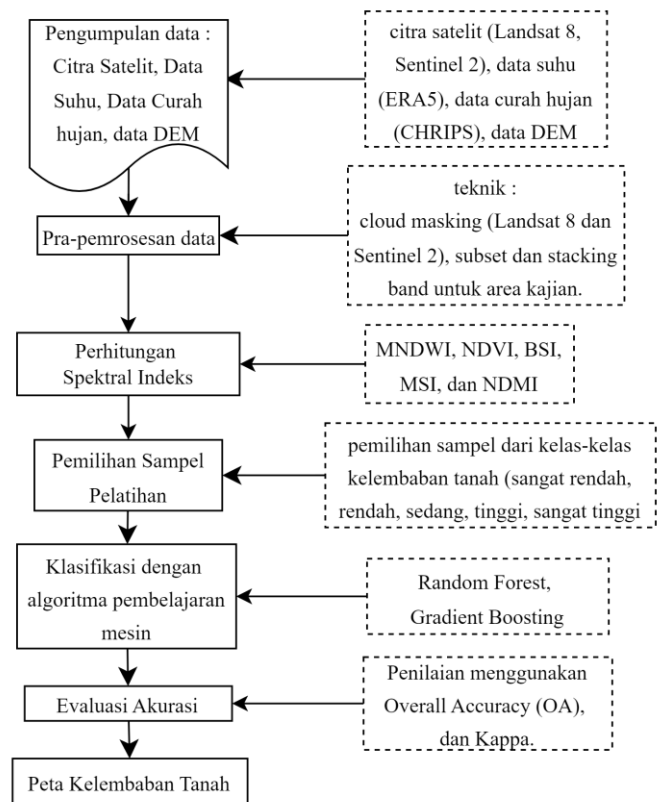 Pengumpulan data :
Citra Satelit, Data
Suhu, Data Curah
hujan, data DEM
citra satelit (Landsat 8,
Sentinel 2), data suhu
(ERA5), data curah hujan
(CHRIPS), data DEM
Pra-pemrosesan data
teknik :
cloud masking (Landsat 8 dan
Sentinel 2), subset dan stacking
band untuk area kajian.
Perhitungan
Spektral Indeks
MNDWI, NDVI, BSI,
MSI, dan NDMI
Pemilihan Sampel
Pelatihan
pemilihan sampel dari kelas-kelas
kelembaban tanah (sangat rendah,
rendah, sedang, tinggi, sangat tinggi
Klasifikasi dengan
algoritma pembelajaran
mesin
Random Forest,
Gradient Boosting
Evaluasi Akurasi
Penilaian menggunakan
Overall Accuracy (OA),
dan Kappa.
Peta Kelembaban Tanah